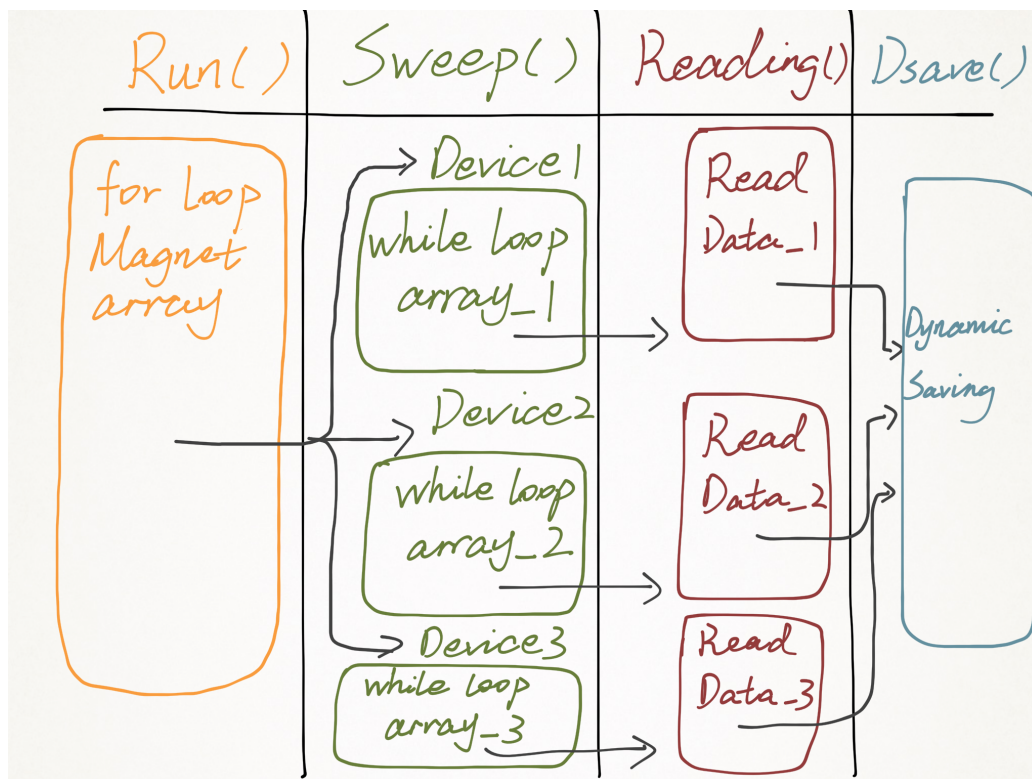 Run()
Sweep()
Reading()
Dsave()
for Loop
Magnet
array
Device1
while loop
array_1
Device2
while loop
array_2
Device3
while loop
array_3
Read
Data_1
Read
Data_2
Read
Data_3
Dynamic
Saving